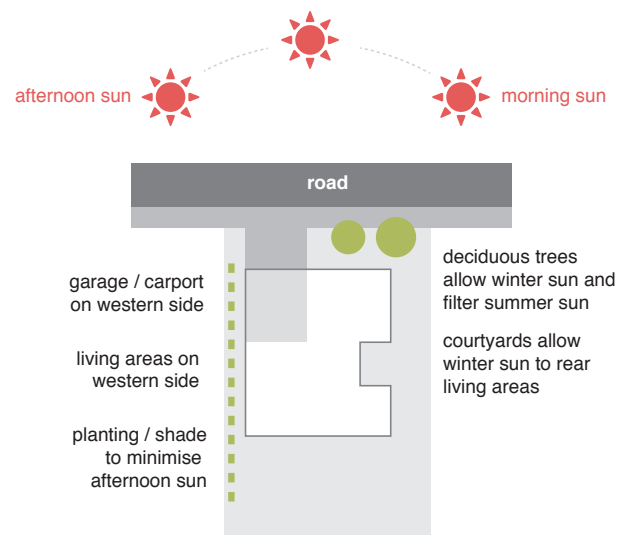 afternoon sun
morning sun
road
garage / carport
on western side
living areas on
western side
planting / shade
to minimise
afternoon sun
deciduous trees
allow winter sun and
filter summer sun
courtyards allow
winter sun to rear
living areas